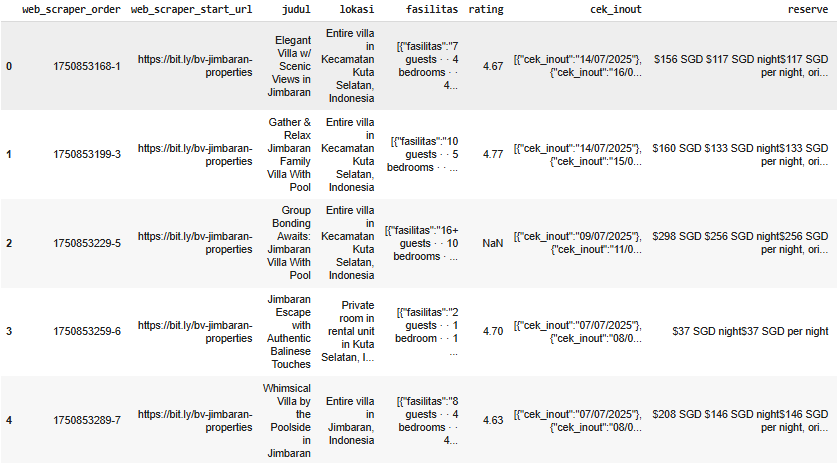 web_scraper_order web_scraper_start_url judul lokasi fasilitas rating cek_inout reserve
0 1750853168-1 https://bit.ly/bv-jimbaran-properties Elegant Villa w/ Scenic Views in Jimbaran Entire villa in Kecamatan Kuta Selatan, Indonesia [{"fasilitas":"7 guests · · 4 bedrooms · · 4... 4.67 [{"cek_inout":"14/07/2025"}, {"cek_inout":"16/0... $156 SGD $117 SGD night$117 SGD per night, ori...
1 1750853199-3 https://bit.ly/bv-jimbaran-properties Gather & Relax Jimbaran Family Villa With Pool Entire villa in Kecamatan Kuta Selatan, Indonesia [{"fasilitas":"10 guests · · 5 bedrooms · · ... 4.77 [{"cek_inout":"14/07/2025"}, {"cek_inout":"15/0... $160 SGD $133 SGD night$133 SGD per night, ori...
2 1750853229-5 https://bit.ly/bv-jimbaran-properties Group Bonding Awaits: Jimbaran Villa With Pool Entire villa in Kecamatan Kuta Selatan, Indonesia [{"fasilitas":"16+ guests · · 10 bedrooms · ... NaN [{"cek_inout":"09/07/2025"}, {"cek_inout":"11/0... $298 SGD $256 SGD night$256 SGD per night, ori...
3 1750853259-6 https://bit.ly/bv-jimbaran-properties Jimbaran Escape with Authentic Balinese Touches Private room in rental unit in Kuta Selatan, I... [{"fasilitas":"2 guests · · 1 bedroom · · 1 ... 4.70 [{"cek_inout":"07/07/2025"}, {"cek_inout":"08/0... $37 SGD night$37 SGD per night
4 1750853289-7 https://bit.ly/bv-jimbaran-properties Whimsical Villa by the Poolside in Jimbaran Entire villa in Jimbaran, Indonesia [{"fasilitas":"8 guests · · 4 bedrooms · · 4... 4.63 [{"cek_inout":"07/07/2025"}, {"cek_inout":"08/0... $208 SGD $146 SGD night$146 SGD per night, ori...